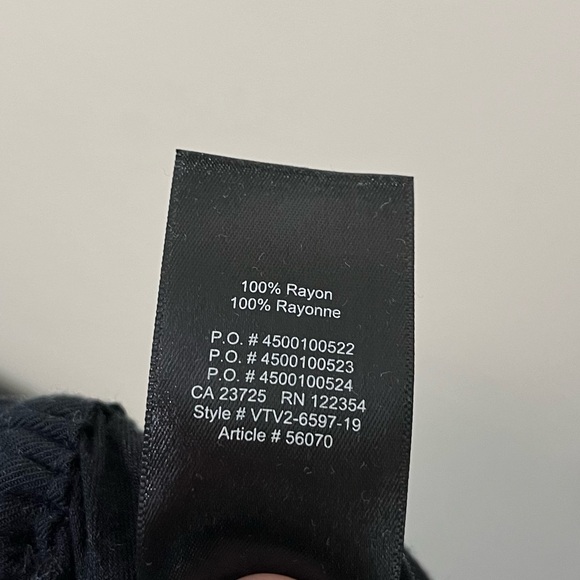 100% Rayon
100% Rayonne
P.O. # 4500100522
P.O. # 4500100523
P.O. # 4500100524
CA 23725 RN 122354
Style # VTV2-6597-19
Article # 56070